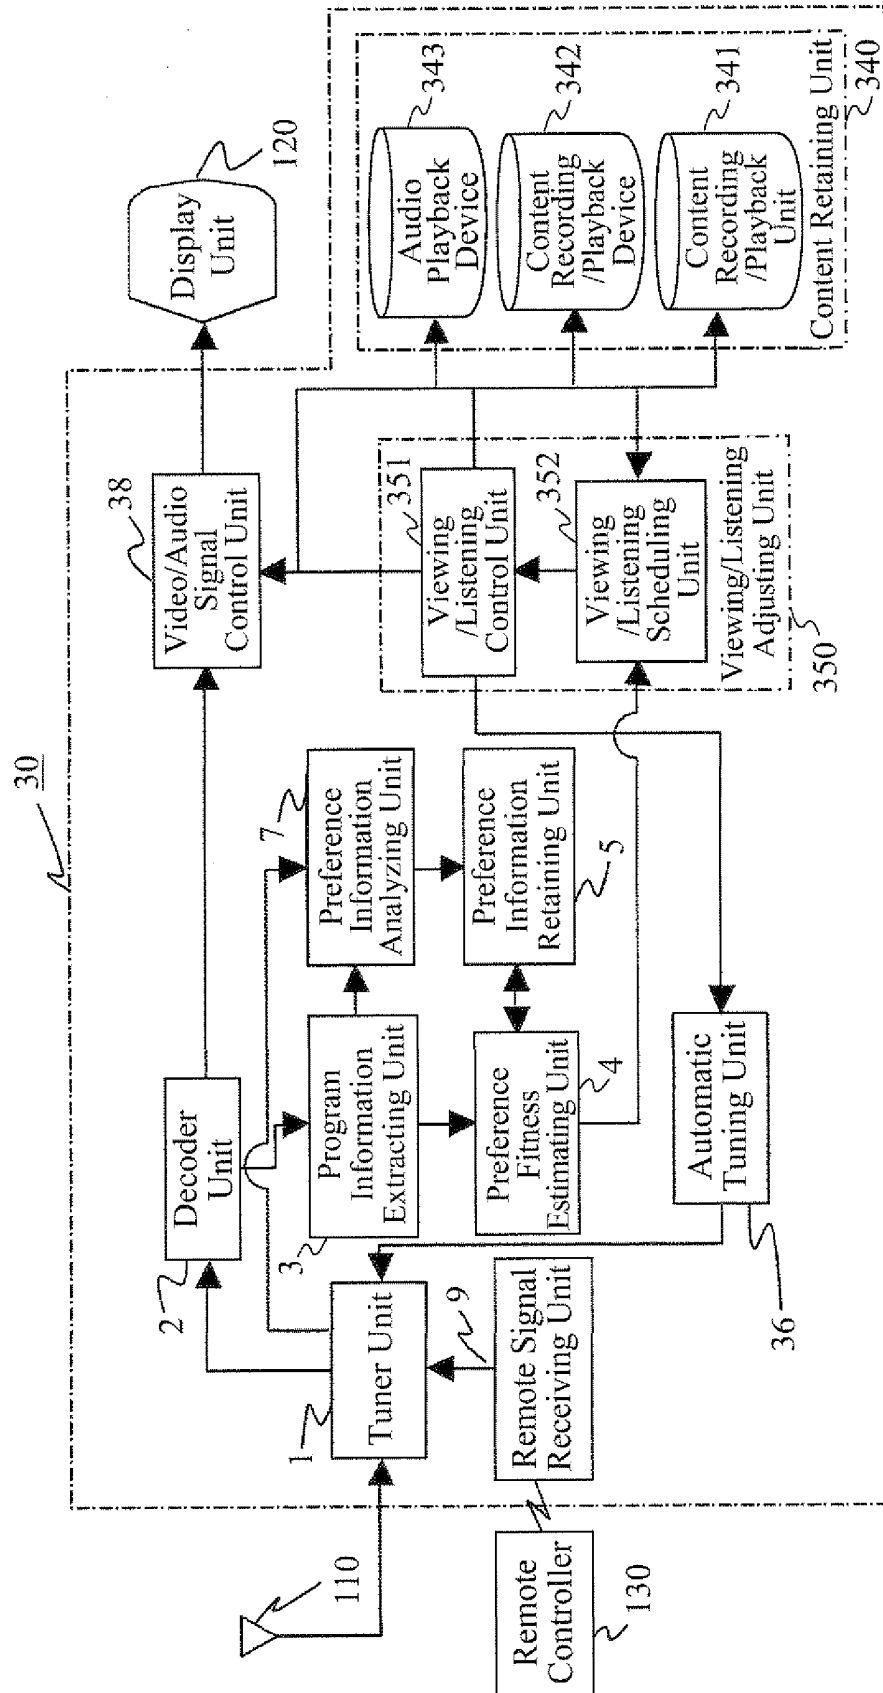 30
110
Remote
Controller
130
1
Tuner Unit
9
Remote Signal
Receiving Unit
2
Decoder
Unit
3
Program
Information
Extracting Unit
Preference
Fitness
Estimating Unit
4
7
Preference
Information
Analyzing Unit
Preference
Information
Retaining Unit
5
Automatic
Tuning Unit
36
38
Video/Audio
Signal
Control Unit
Display
Unit
120
351
Viewing
/Listening
Control Unit
352
Viewing
/Listening
Scheduling
Unit
Viewing/Listening
Adjusting Unit
350
Audio
Playback
Device
343
Content
Recording
/Playback
Device
342
Content
Recording
/Playback
Unit
341
Content Retaining Unit
340